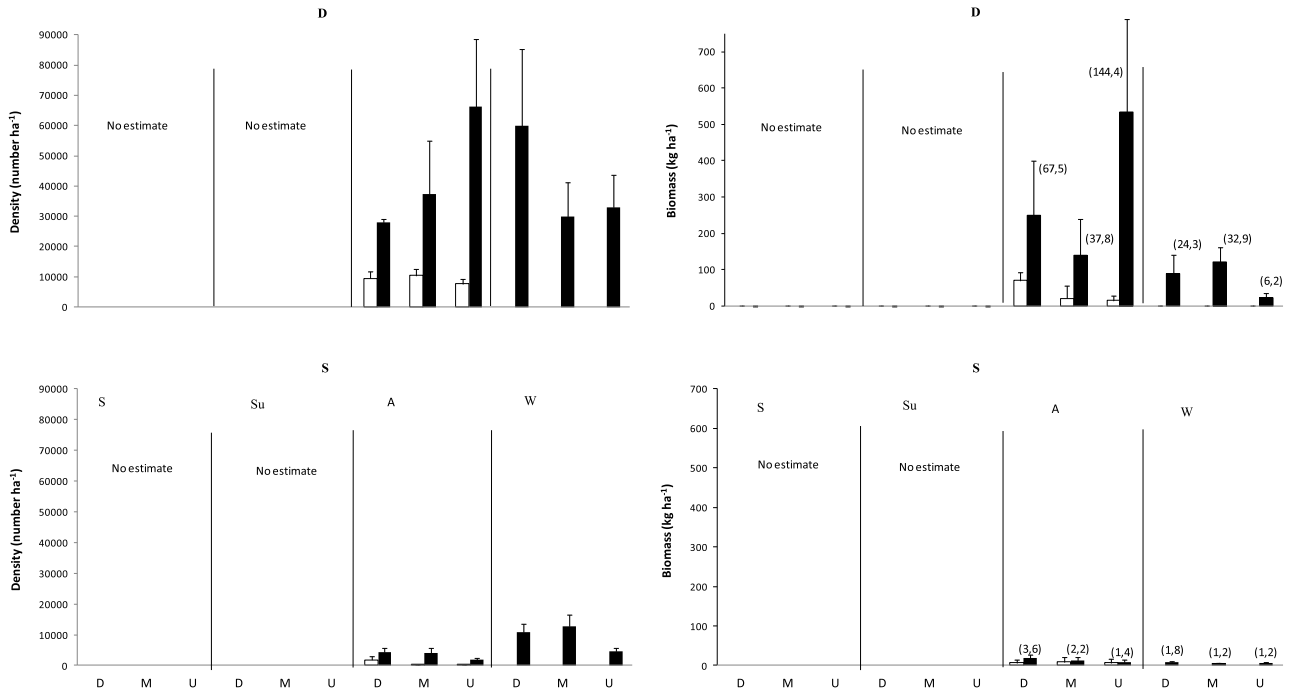 D
90000
80000
70000
60000
50000
40000
30000
20000
10000
0
Density (number ha⁻¹)
No estimate
No estimate
D
700
600
500
400
300
200
100
0
Biomass (kg ha⁻¹)
No estimate
No estimate
(67,5)
(37,8)
(144,4)
(24,3)
(32,9)
(6,2)
S
90000
80000
70000
60000
50000
40000
30000
20000
10000
0
Density (number ha⁻¹)
S Su A W
No estimate
No estimate
D M U D M U D M U D M U
S
700
600
500
400
300
200
100
0
Biomass (kg ha⁻¹)
S Su A W
No estimate
No estimate
(3,6)
(2,2)
(1,4)
(1,8)
(1,2)
(1,2)
D M U D M U D M U D M U